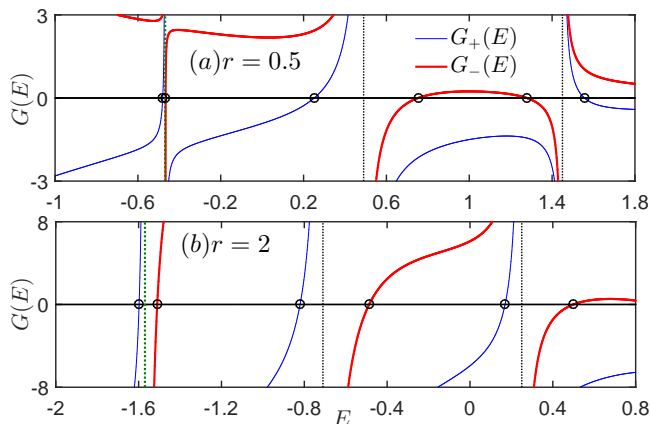 3
0
-3
G(E)
(a)r = 0.5
G₊(E)
G₋(E)
-1 -0.6 -0.2 0.2 0.6 1 1.4 1.8
8
0
-8
G(E)
(b)r = 2
-2 -1.6 -1.2 -0.8 -0.4 0 0.4 0.8
E